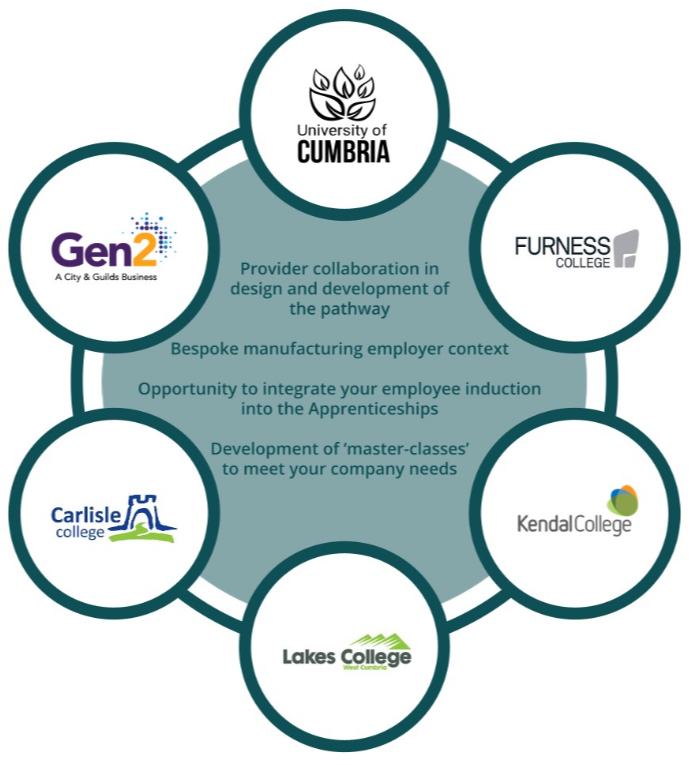 University of
CUMBRIA
Gen2
A City & Guilds Business
FURNESS
COLLEGE
Provider collaboration in
design and development of
the pathway
Bespoke manufacturing employer context
Opportunity to integrate your employee induction
into the Apprenticeships
Development of ‘master-classes’
to meet your company needs
Carlisle
college
KendalCollege
Lakes College
West Cumbria